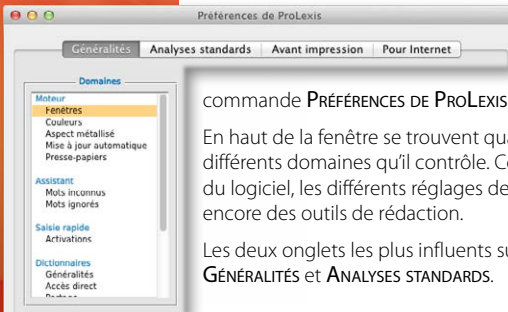 Préférences de ProLexis
Généralités Analyses standards Avant impression Pour Internet
Domaines
Moteur
Fenêtres
Couleurs
Aspect métallisé
Mise à jour automatique
Presse-papiers
Assistant
Mots inconnus
Mots ignorés
Saisie rapide
Activations
Dictionnaires
Généralités
Accès direct
commande PRÉFÉRENCES DE PROLEXIS
En haut de la fenêtre se trouvent
différents domaines qu'il contrôle.
du logiciel, les différents réglages de
encore des outils de rédaction.
Les deux onglets les plus influents
GÉNÉRALITÉS et ANALYSES STANDARDS.